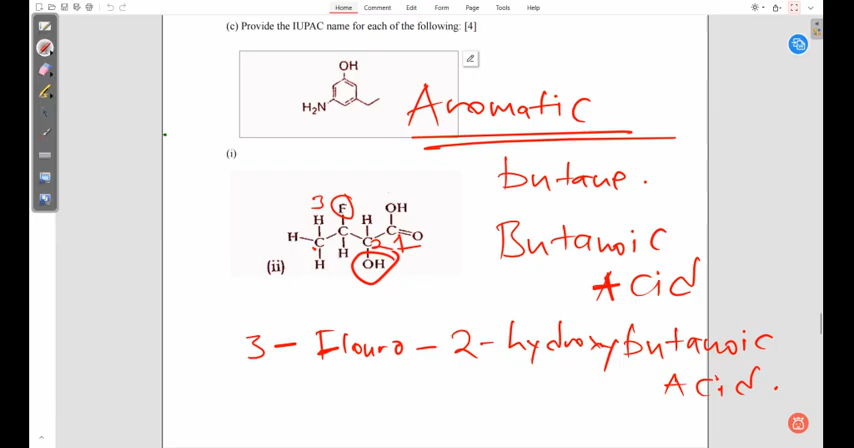 Home Comment Edit Form Page Tools Help
(c) Provide the IUPAC name for each of the following: [4]
OH
H₂N
Aromatic
(i)
butane.
3 F OH
H H
H C C C C O
2 1
H H OH
(ii)
Butanoic
Acid
3 - Flouro - 2 - hydroxybutanoic
Acid.